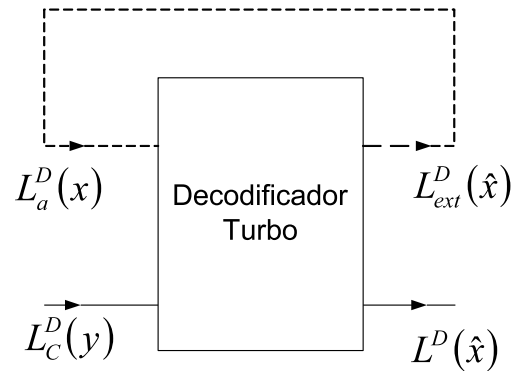 L_a^D(x)
L_ext^D(x̂)
Decodificador
Turbo
L_C^D(y)
L^D(x̂)